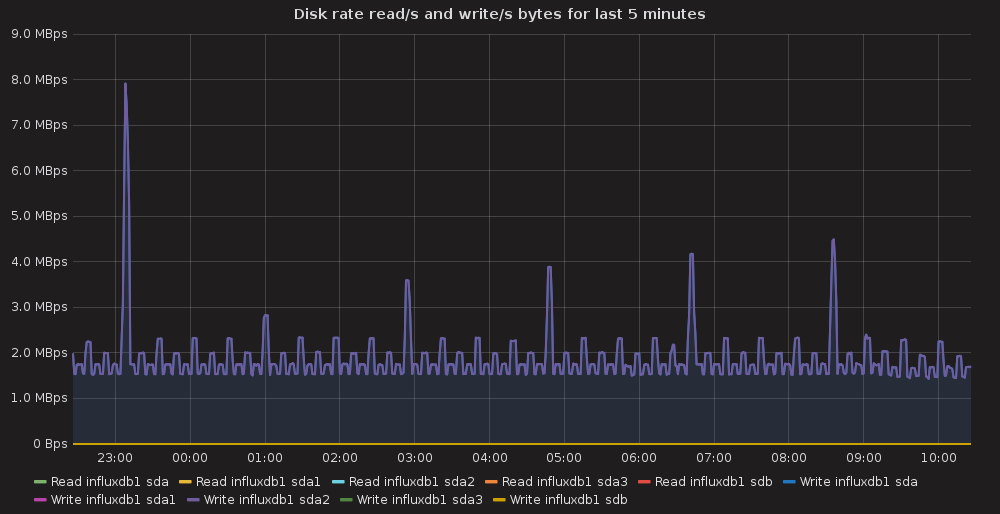 Disk rate read/s and write/s bytes for last 5 minutes
9.0 MBps
8.0 MBps
7.0 MBps
6.0 MBps
5.0 MBps
4.0 MBps
3.0 MBps
2.0 MBps
1.0 MBps
0 Bps
23:00 00:00 01:00 02:00 03:00 04:00 05:00 06:00 07:00 08:00 09:00 10:00
Read influxdb1 sda Read influxdb1 sda1 Read influxdb1 sda2 Read influxdb1 sda3 Read influxdb1 sdb Write influxdb1 sda
Write influxdb1 sda1 Write influxdb1 sda2 Write influxdb1 sda3 Write influxdb1 sdb